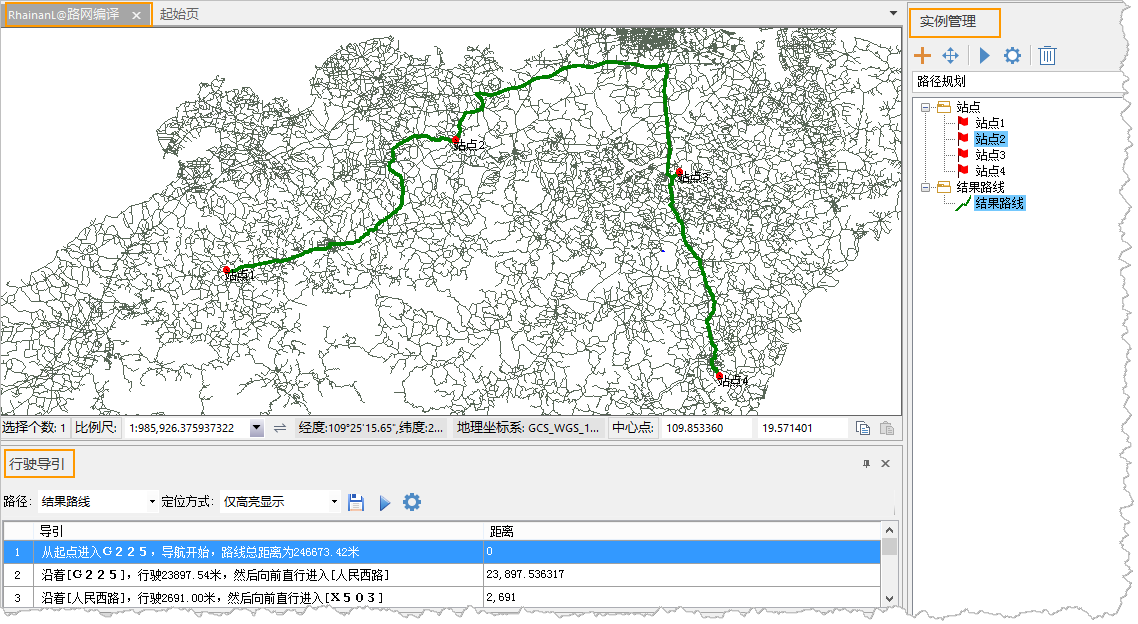 RhainanL@路网编译
起始页
实例管理
路径规划
站点
站点1
站点2
站点3
站点4
结果路线
结果路线
站点2
站点3
站点1
站点4
选择个数: 1 比例尺: 1:985,926.375937322 经度:109°25'15.65",纬度:2... 地理坐标系: GCS_WGS_1... 中心点: 109.853360 19.571401
行驶导引
路径: 结果路线 定位方式: 仅高亮显示
导引 距离
1 从起点进入Ｇ２２５，导航开始，路线总距离为246673.42米 0
2 沿着[Ｇ２２５]，行驶23897.54米，然后向前直行进入[人民西路] 23,897.536317
3 沿着[人民西路]，行驶2691.00米，然后向前直行进入[Ｘ５０３] 2,691